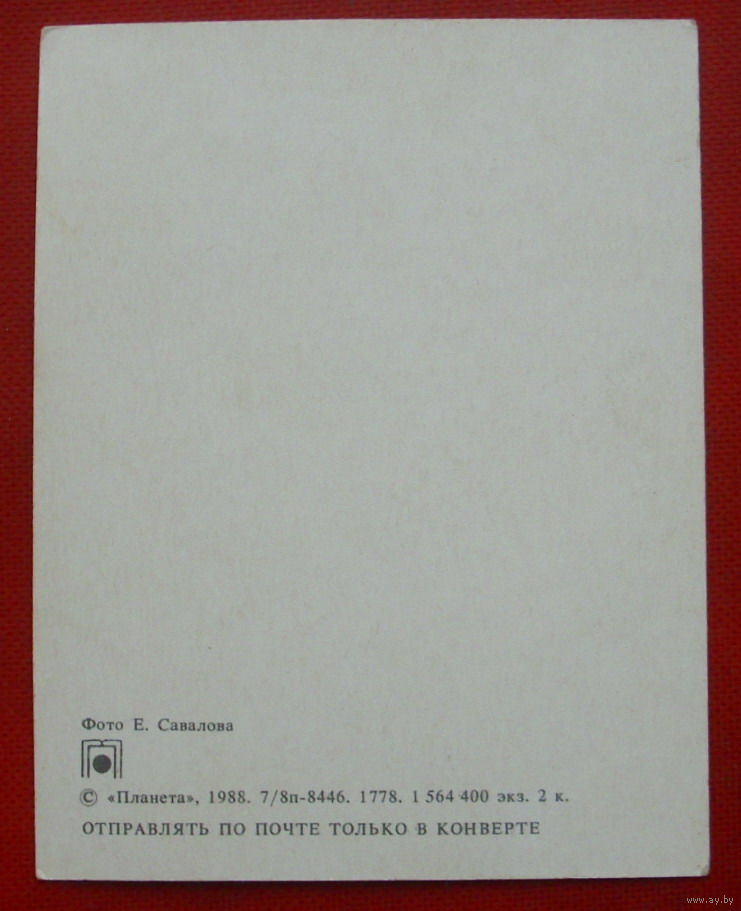 Фото Е. Савалова
© «Планета», 1988. 7/8п-8446. 1778. 1 564 400 экз. 2 к.
ОТПРАВЛЯТЬ ПО ПОЧТЕ ТОЛЬКО В КОНВЕРТЕ
www.ay.by